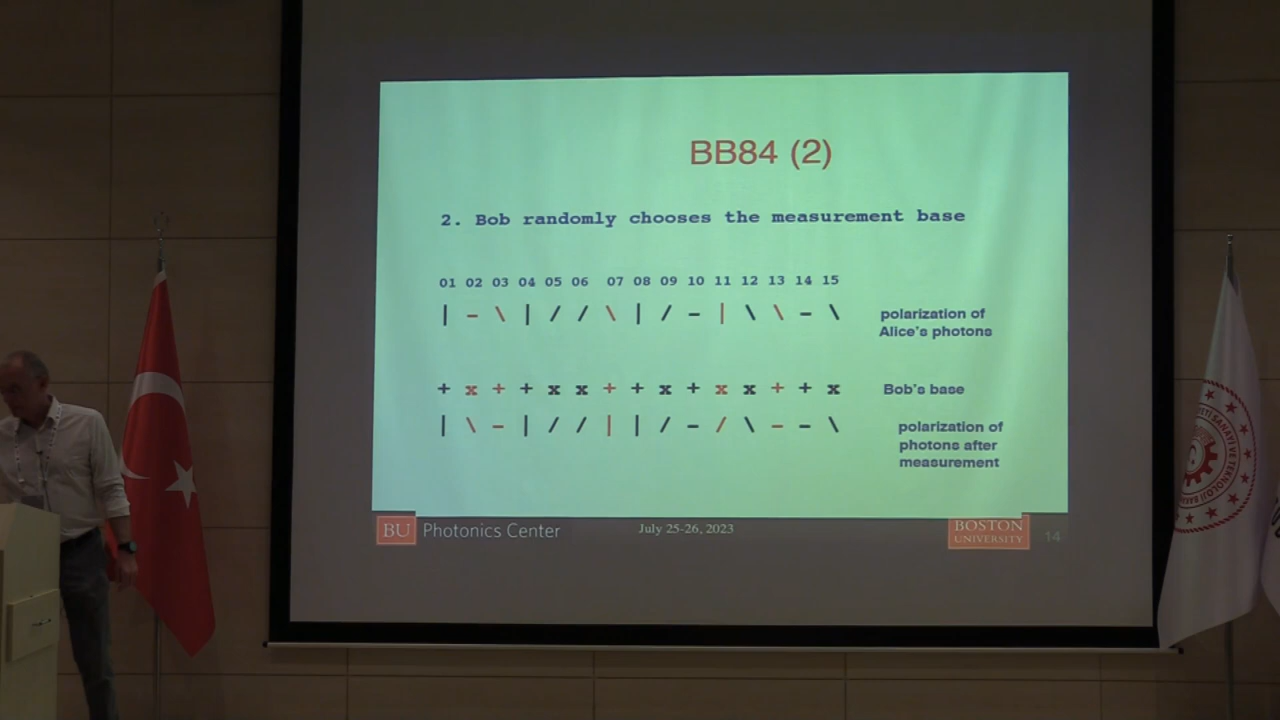 BB84 (2)
2. Bob randomly chooses the measurement base
01 02 03 04 05 06 07 08 09 10 11 12 13 14 15
| - \ | / / \ | / - | \ \ - \
polarization of
Alice's photons
+ x + + x x + + x + x x + + x
Bob's base
| \ - | / / | | / - / \ - - \
polarization of
photons after
measurement
BU Photonics Center
July 25-26, 2023
BOSTON
UNIVERSITY
14